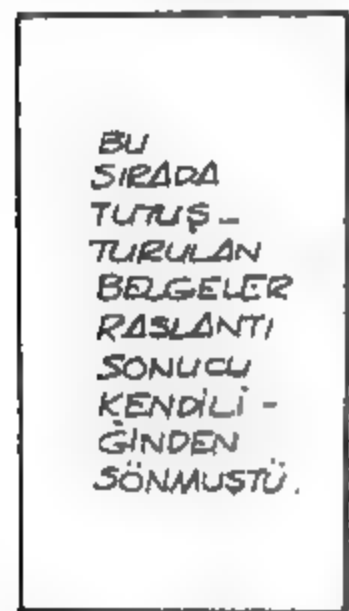 BU
SIRADA
TUTUŞ-
TURULAN
BELGELER
RASLANTI
SONUCU
KENDİLİ-
ĞİNDEN
SÖNMUŞTÜ.